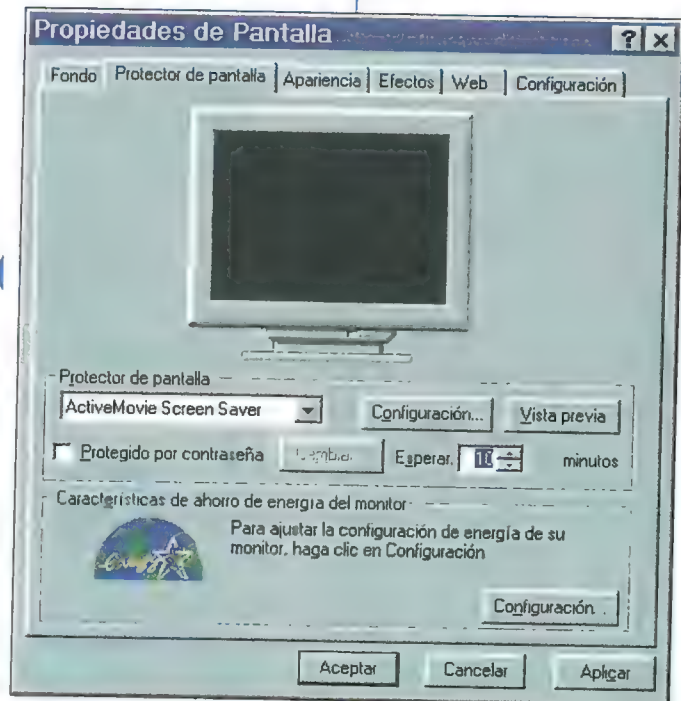 Propiedades de Pantalla
? ×
Fondo Protector de pantalla Apariencia Efectos Web Configuración
Protector de pantalla
ActiveMovie Screen Saver Configuración... Vista previa
Protegido por contraseña Cambiar. Esperar. 10 minutos
Características de ahorro de energía del monitor
Para ajustar la configuración de energía de su
monitor, haga clic en Configuración
Configuración...
Aceptar Cancelar Aplicar